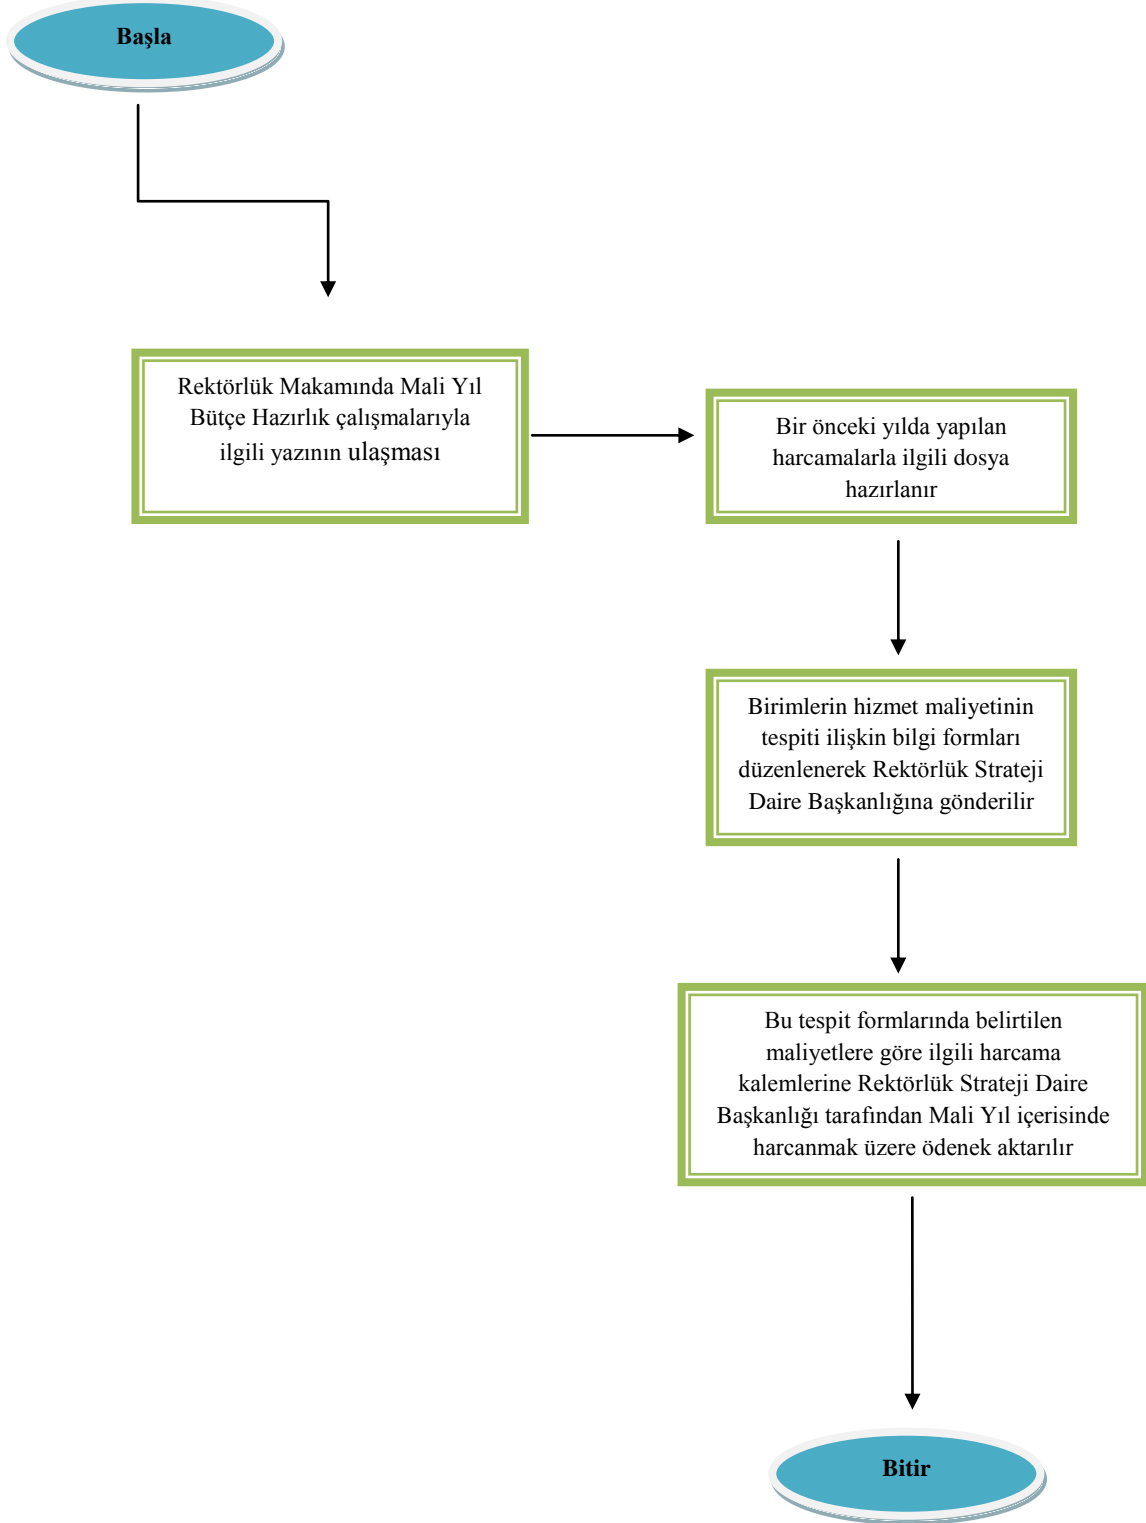 Başla
Rektörlük Makamında Mali Yıl
Bütçe Hazırlık çalışmalarıyla
ilgili yazının ulaşması
Bir önceki yılda yapılan
harcamalarla ilgili dosya
hazırlanır
Birimlerin hizmet maliyetinin
tespiti ilişkin bilgi formları
düzenlenerek Rektörlük Strateji
Daire Başkanlığına gönderilir
Bu tespit formlarında belirtilen
maliyetlere göre ilgili harcama
kalemlerine Rektörlük Strateji Daire
Başkanlığı tarafından Mali Yıl içerisinde
harcanmak üzere ödenek aktarılır
Bitir